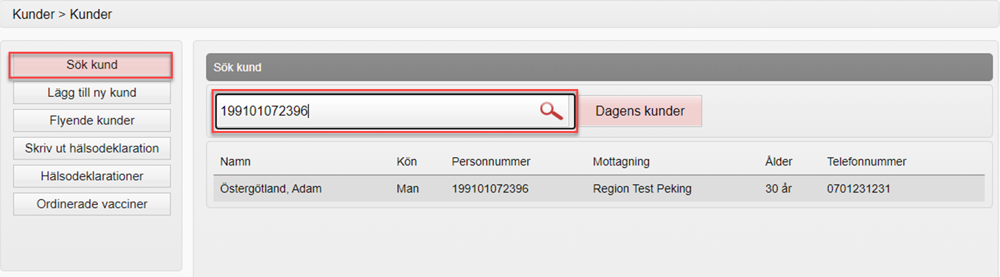 Kunder > Kunder
Sök kund
Lägg till ny kund
Flyende kunder
Skriv ut hälsodeklaration
Hälsodeklarationer
Ordinerade vacciner
Sök kund
199101072396
Dagens kunder
Namn Kön Personnummer Mottagning Ålder Telefonnummer
Östergötland, Adam Man 199101072396 Region Test Peking 30 år 0701231231